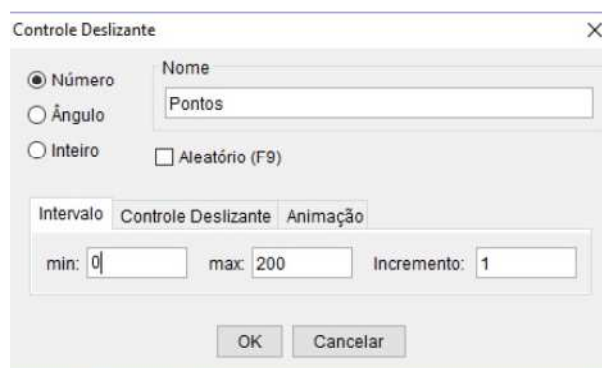 Controle Deslizante
Número
Nome
Pontos
Ângulo
Inteiro
Aleatório (F9)
Intervalo Controle Deslizante Animação
min: 0 max: 200 Incremento: 1
OK Cancelar